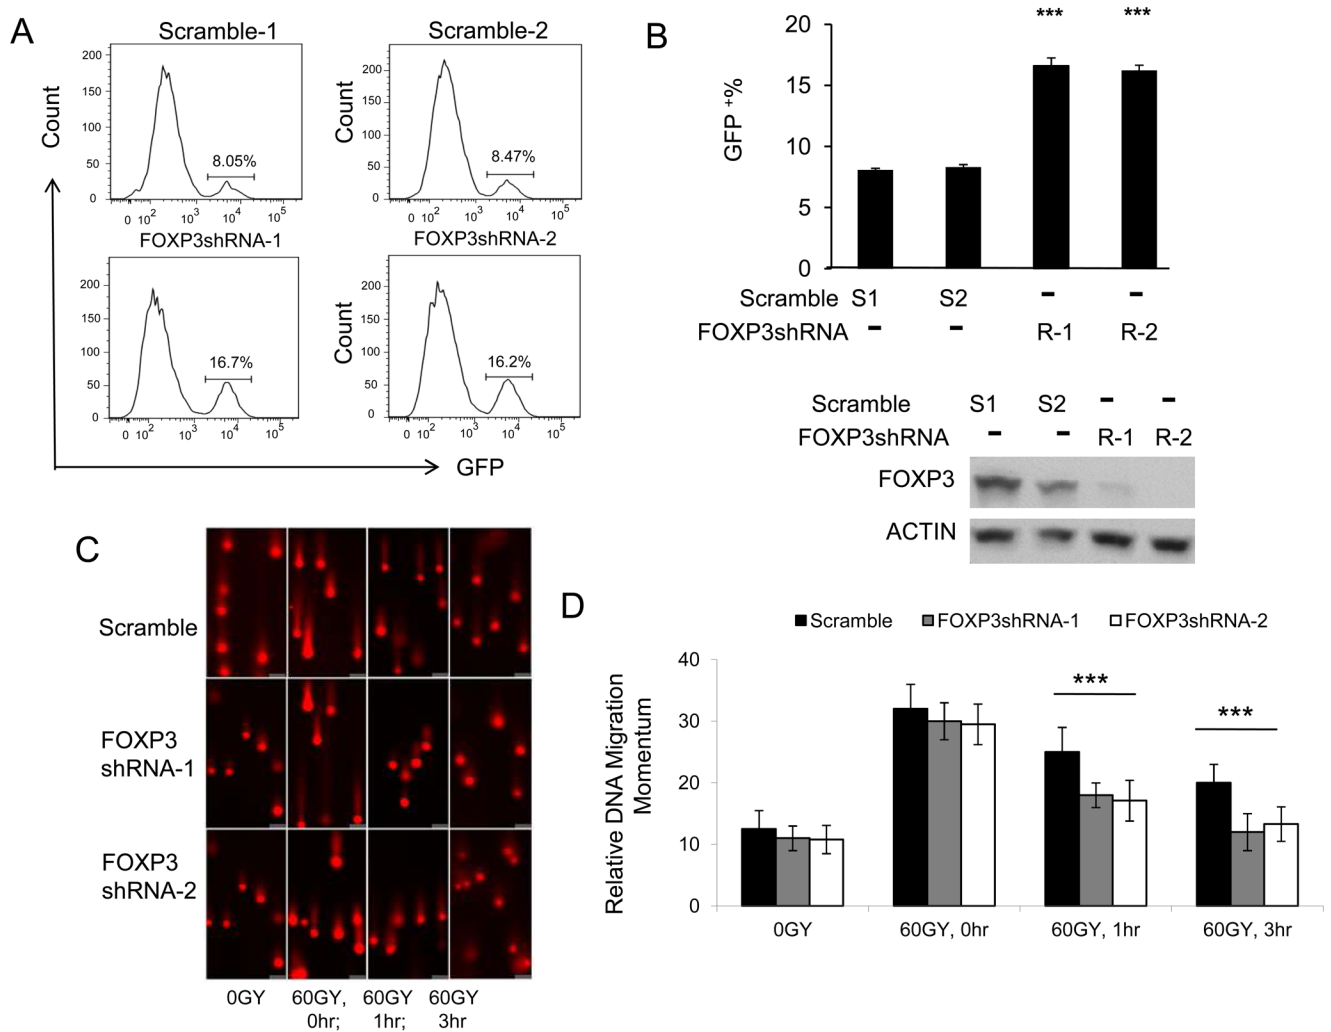 A
Scramble-1
Scramble-2
Count
200
150
100
50
0
8.05%
0 10² 10³ 10⁴ 10⁵
Count
200
150
100
50
0
8.47%
0 10² 10³ 10⁴ 10⁵
FOXP3shRNA-1
FOXP3shRNA-2
200
150
100
50
0
16.7%
0 10² 10³ 10⁴ 10⁵
Count
200
150
100
50
0
16.2%
0 10² 10³ 10⁴ 10⁵
GFP
B
GFP ⁺%
20
15
10
5
0
*** ***
Scramble S1 S2 - -
FOXP3shRNA - - R-1 R-2
Scramble S1 S2 - -
FOXP3shRNA - - R-1 R-2
FOXP3
ACTIN
C
Scramble
FOXP3
shRNA-1
FOXP3
shRNA-2
0GY 60GY, 60GY 60GY
0hr; 1hr; 3hr
D
Scramble FOXP3shRNA-1 FOXP3shRNA-2
Relative DNA Migration
Momentum
40
30
20
10
0
***
***
0GY 60GY, 0hr 60GY, 1hr 60GY, 3hr